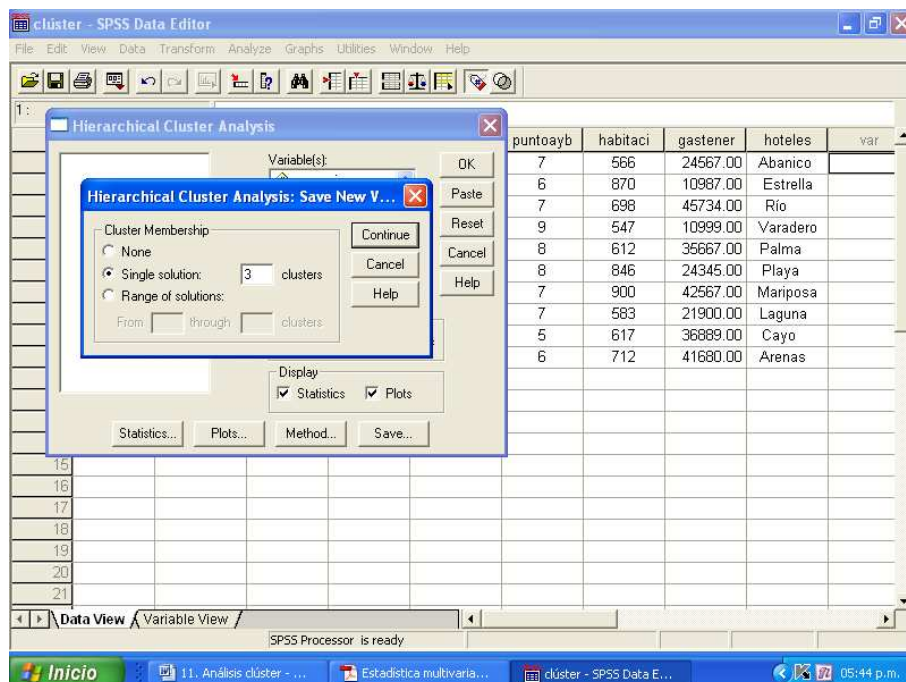 clúster - SPSS Data Editor
File Edit View Data Transform Analyze Graphs Utilities Window Help
1 :
Hierarchical Cluster Analysis
Variable(s):
OK
Paste
Reset
Cancel
Help
Hierarchical Cluster Analysis: Save New V...
Cluster Membership
None
Single solution: 3 clusters
Range of solutions:
From through clusters
Continue
Cancel
Help
Display
Statistics Plots
Statistics... Plots... Method... Save...
puntoayb habitaci gastener hoteles var
7 566 24567.00 Abanico
6 870 10987.00 Estrella
7 698 45734.00 Río
9 547 10999.00 Varadero
8 612 35667.00 Palma
8 846 24345.00 Playa
7 900 42567.00 Mariposa
7 583 21900.00 Laguna
5 617 36889.00 Cayo
6 712 41680.00 Arenas
15
16
17
18
19
20
21
Data View Variable View
SPSS Processor is ready
Inicio 11. Análisis clúster - ... Estadística multivaria... clúster - SPSS Data E... 05:44 p.m.